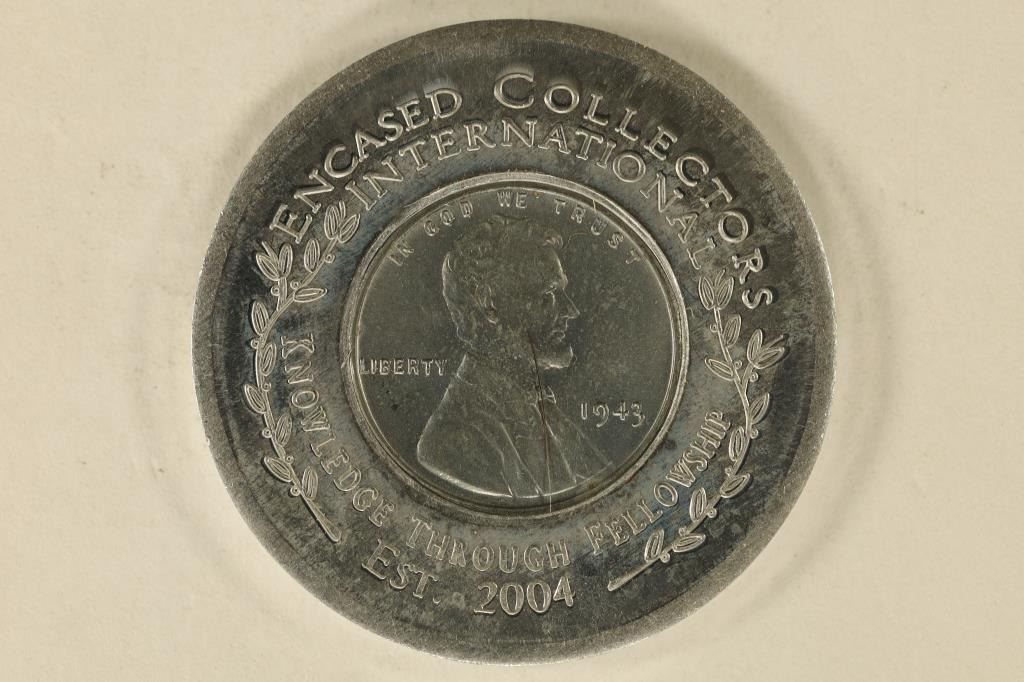 ENCASED COLLECTORS
INTERNATIONAL
IN GOD WE TRUST
LIBERTY
1943
KNOWLEDGE THROUGH FELLOWSHIP
EST. 2004